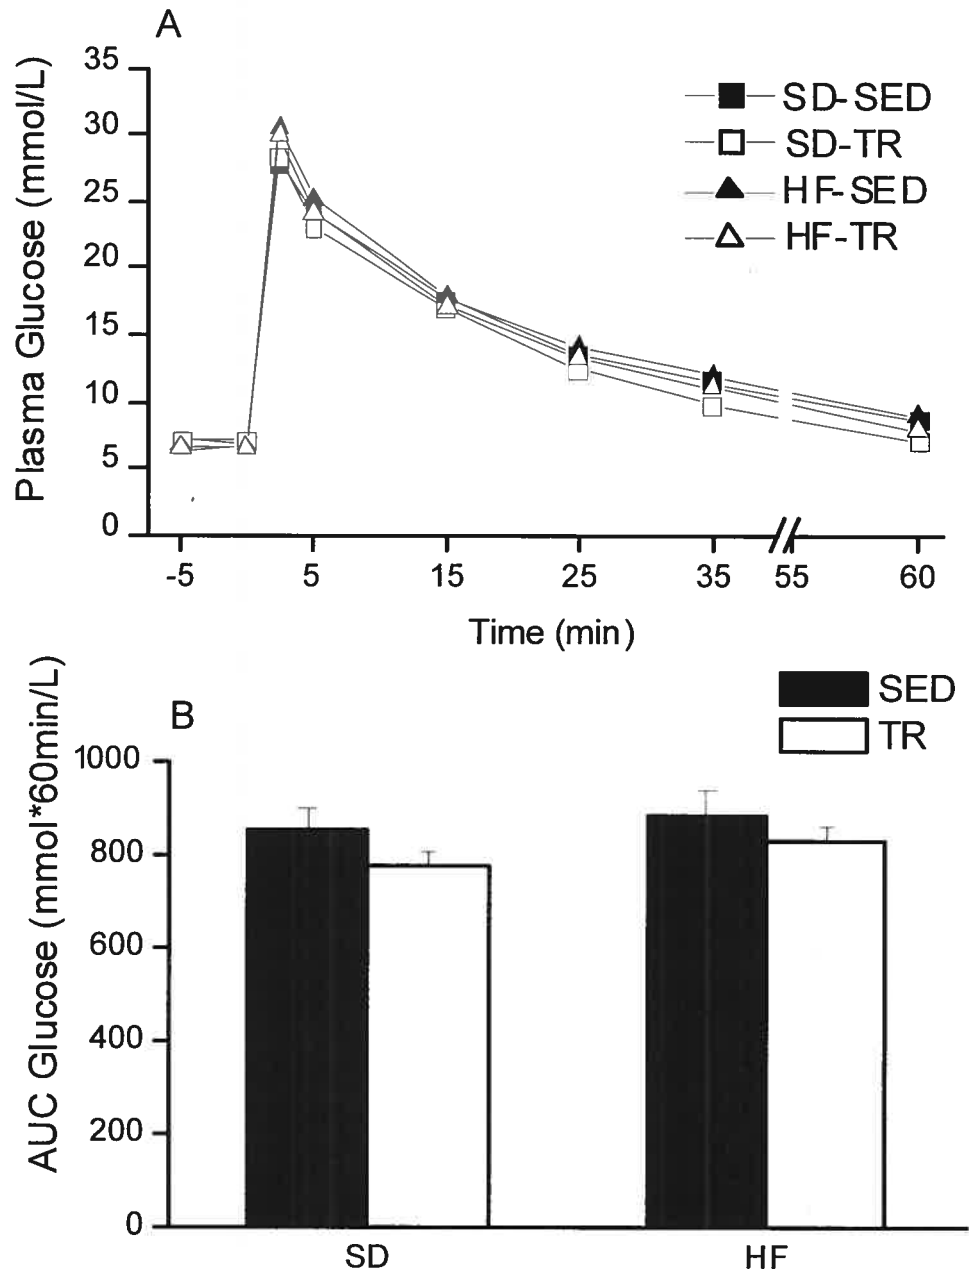 A
Plasma Glucose (mmol/L)
35
30
25
20
15
10
5
0
SD-SED
SD-TR
HF-SED
HF-TR
-5 5 15 25 35 55 60
Time (min)
B
AUC Glucose (mmol*60min/L)
SED
TR
1000
800
600
400
200
0
SD HF